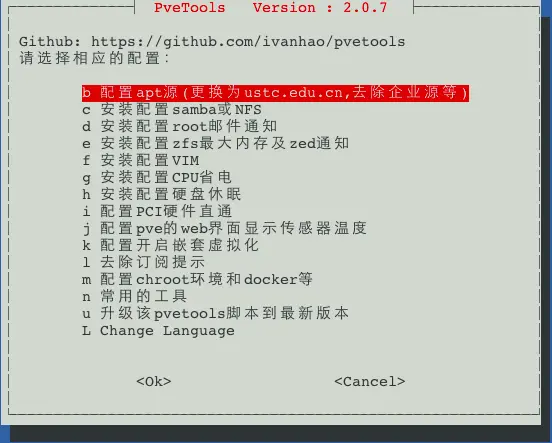 PveTools Version : 2.0.7
Github: https://github.com/ivanhao/pvetools
请选择相应的配置:
b 配置apt源(更换为ustc.edu.cn,去除企业源等)
c 安装配置samba或NFS
d 安装配置root邮件通知
e 安装配置zfs最大内存及zed通知
f 安装配置VIM
g 安装配置CPU省电
h 安装配置硬盘休眠
i 配置PCI硬件直通
j 配置pve的web界面显示传感器温度
k 配置开启嵌套虚拟化
l 去除订阅提示
m 配置chroot环境和docker等
n 常用的工具
u 升级该pvetools脚本到最新版本
L Change Language
<Ok> <Cancel>